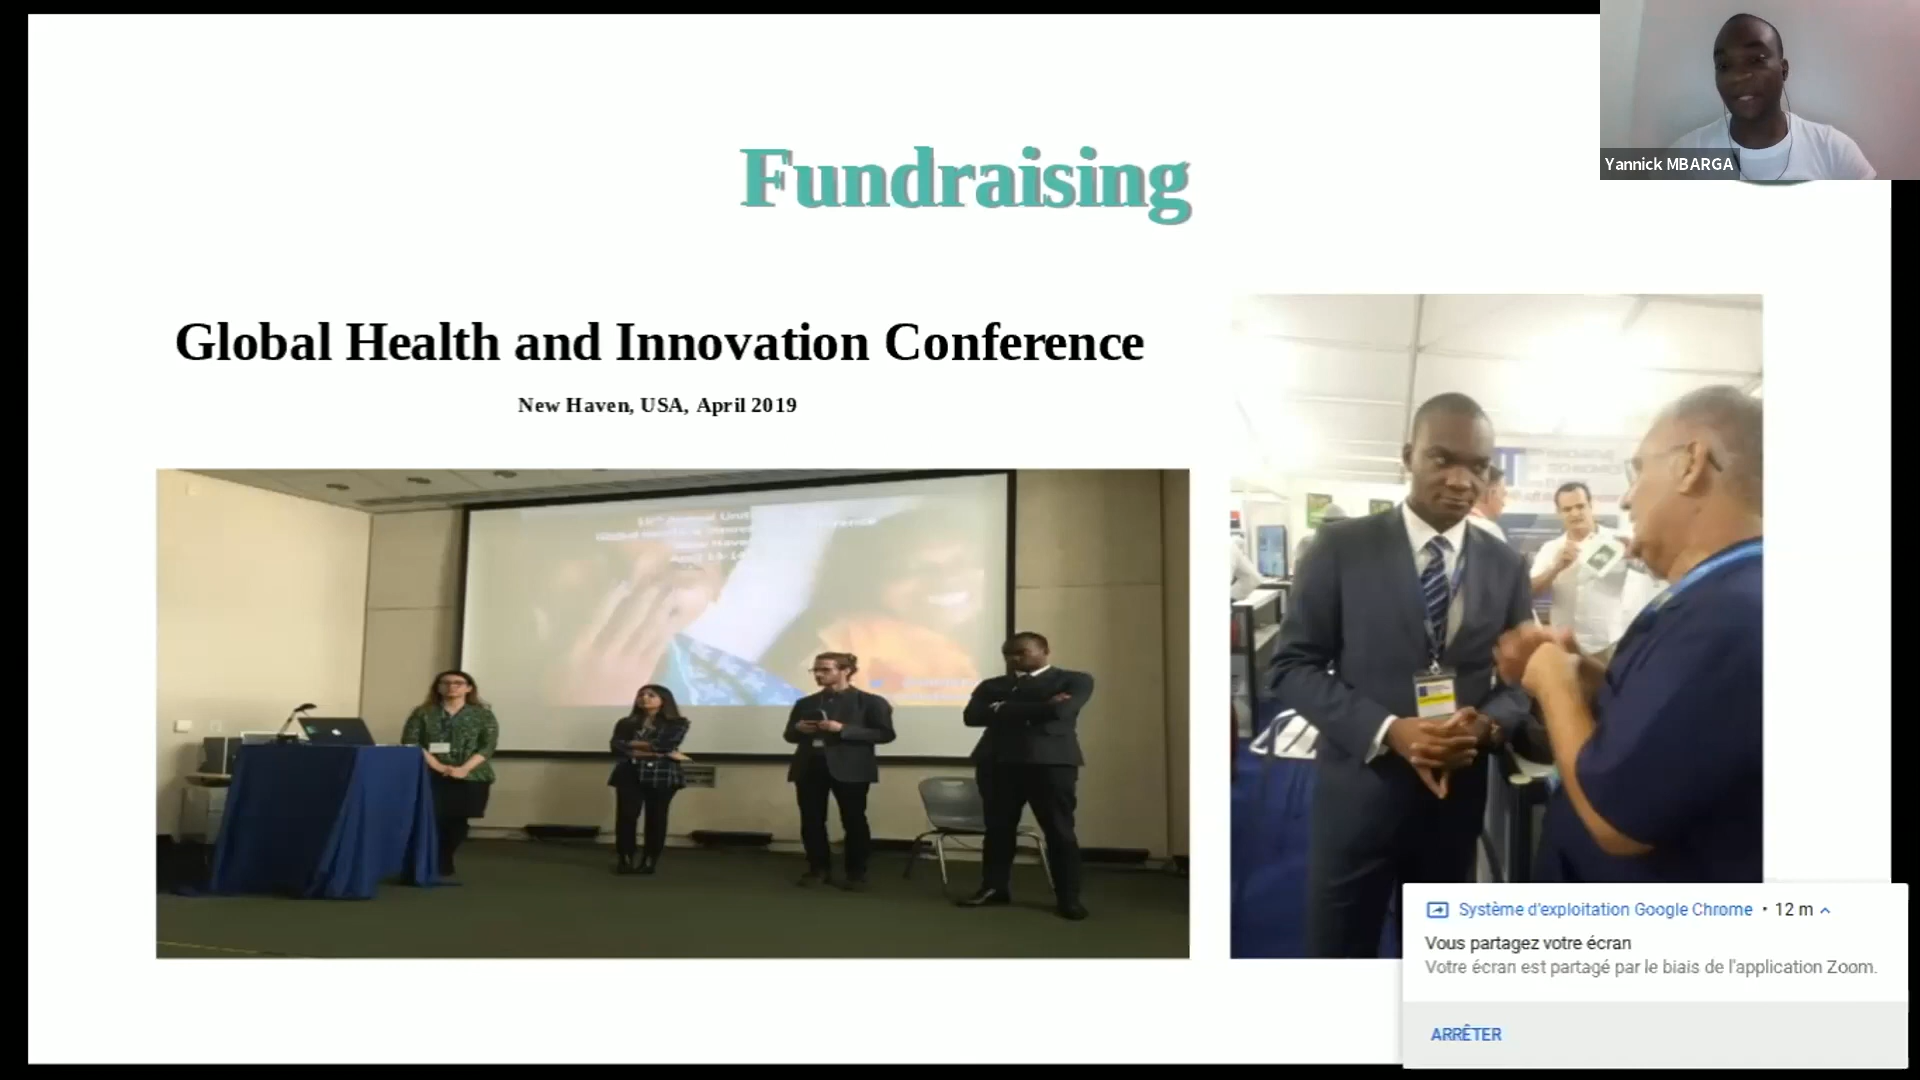 Fundraising
Yannick MBARGA
Global Health and Innovation Conference
New Haven, USA, April 2019
Système d'exploitation Google Chrome • 12 m
Vous partagez votre écran
Votre écran est partagé par le biais de l'application Zoom.
ARRÊTER